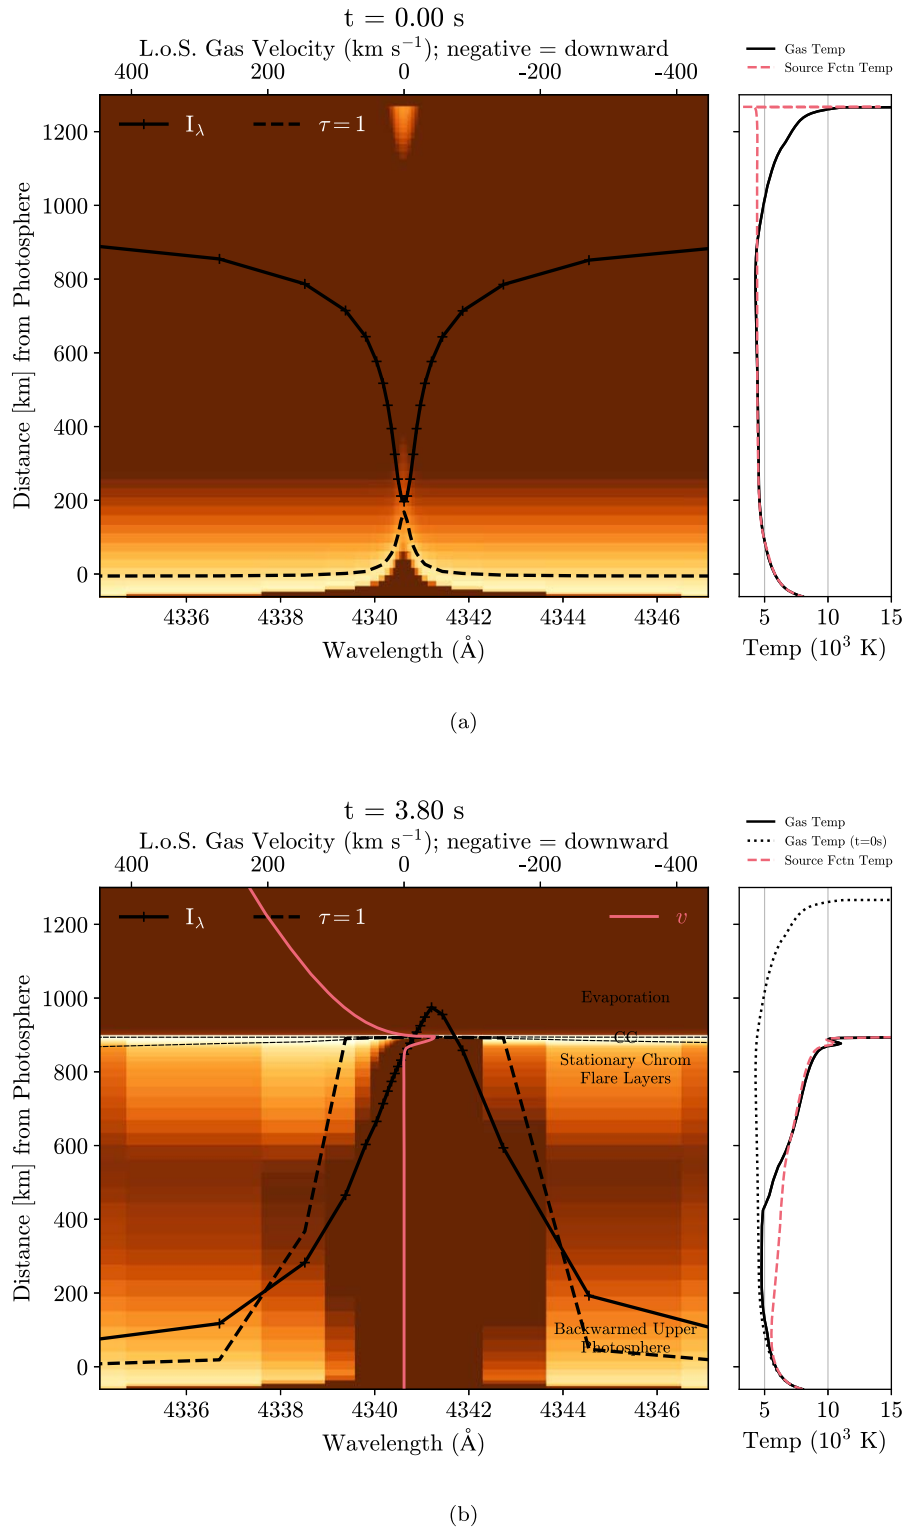 t = 0.00 s
L.o.S. Gas Velocity (km s⁻¹); negative = downward
400 200 0 -200 -400
Gas Temp
Source Fctn Temp
I_λ τ=1
1200
1000
800
600
400
200
0
Distance [km] from Photosphere
4336 4338 4340 4342 4344 4346
Wavelength (Å)
5 10 15
Temp (10³ K)
(a)
t = 3.80 s
L.o.S. Gas Velocity (km s⁻¹); negative = downward
400 200 0 -200 -400
Gas Temp
Gas Temp (t=0s)
Source Fctn Temp
I_λ τ=1 v
1200
1000
800
600
400
200
0
Distance [km] from Photosphere
Evaporation
CC
Stationary Chrom
Flare Layers
Backwarmed Upper
Photosphere
4336 4338 4340 4342 4344 4346
Wavelength (Å)
5 10 15
Temp (10³ K)
(b)